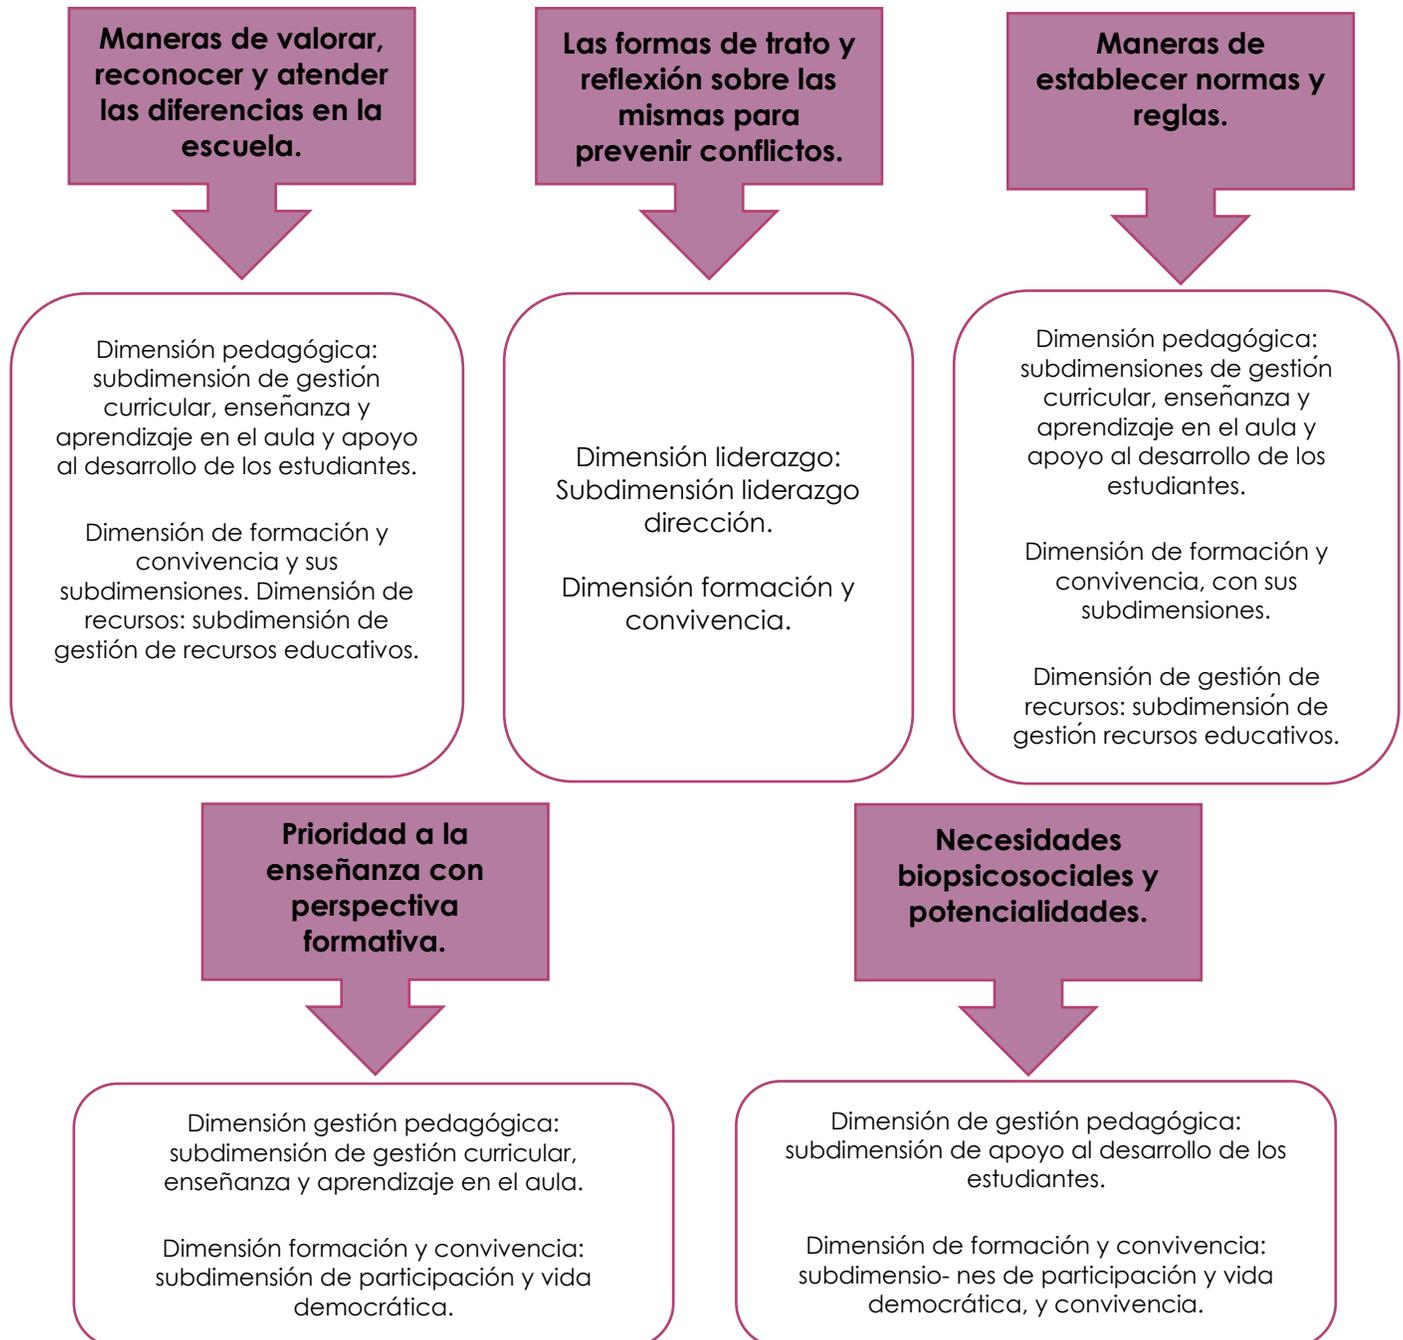 Maneras de valorar,
reconocer y atender
las diferencias en la
escuela.
Las formas de trato y
reflexión sobre las
mismas para
prevenir conflictos.
Maneras de
establecer normas y
reglas.
Dimensión pedagógica:
subdimensión de gestión
curricular, enseñanza y
aprendizaje en el aula y apoyo
al desarrollo de los estudiantes.
Dimensión de formación y
convivencia y sus
subdimensiones. Dimensión de
recursos: subdimensión de
gestión de recursos educativos.
Dimensión liderazgo:
Subdimensión liderazgo
dirección.
Dimensión formación y
convivencia.
Dimensión pedagógica:
subdimensiones de gestión
curricular, enseñanza y
aprendizaje en el aula y
apoyo al desarrollo de los
estudiantes.
Dimensión de formación y
convivencia, con sus
subdimensiones.
Dimensión de gestión de
recursos: subdimensión de
gestión recursos educativos.
Prioridad a la
enseñanza con
perspectiva
formativa.
Necesidades
biopsicosociales y
potencialidades.
Dimensión gestión pedagógica:
subdimensión de gestión curricular,
enseñanza y aprendizaje en el aula.
Dimensión formación y convivencia:
subdimensión de participación y vida
democrática.
Dimensión de gestión pedagógica:
subdimensión de apoyo al desarrollo de los
estudiantes.
Dimensión de formación y convivencia:
subdimensio- nes de participación y vida
democrática, y convivencia.